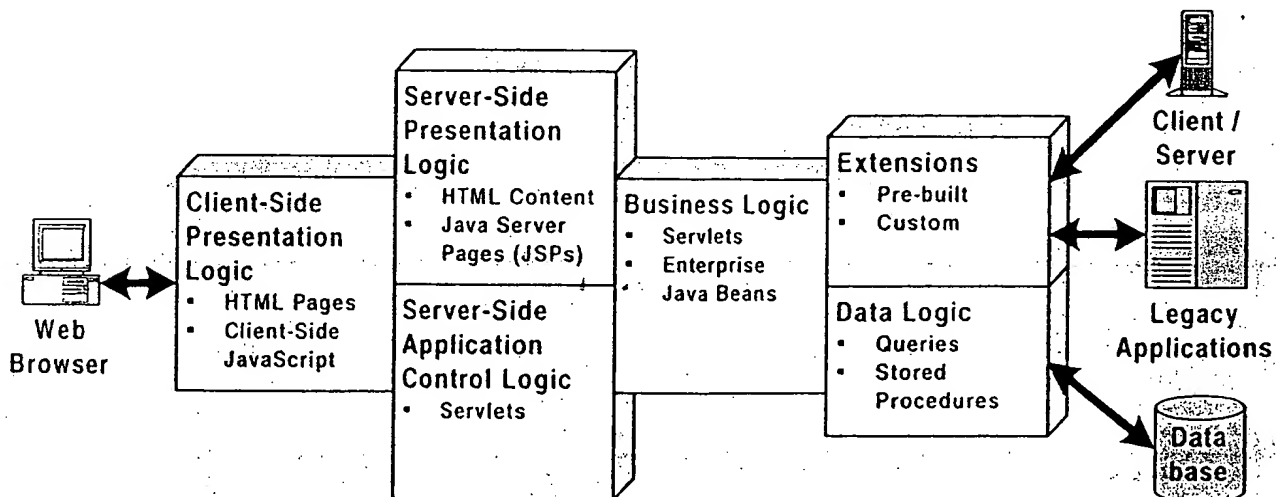 Web
Browser
Client-Side
Presentation
Logic
▪ HTML Pages
▪ Client-Side
JavaScript
Server-Side
Presentation
Logic
▪ HTML Content
▪ Java Server
Pages (JSPs)
Server-Side
Application
Control Logic
▪ Servlets
Business Logic
▪ Servlets
▪ Enterprise
▪ Java Beans
Extensions
▪ Pre-built
▪ Custom
Data Logic
▪ Queries
▪ Stored
Procedures
Client /
Server
Legacy
Applications
Data
base